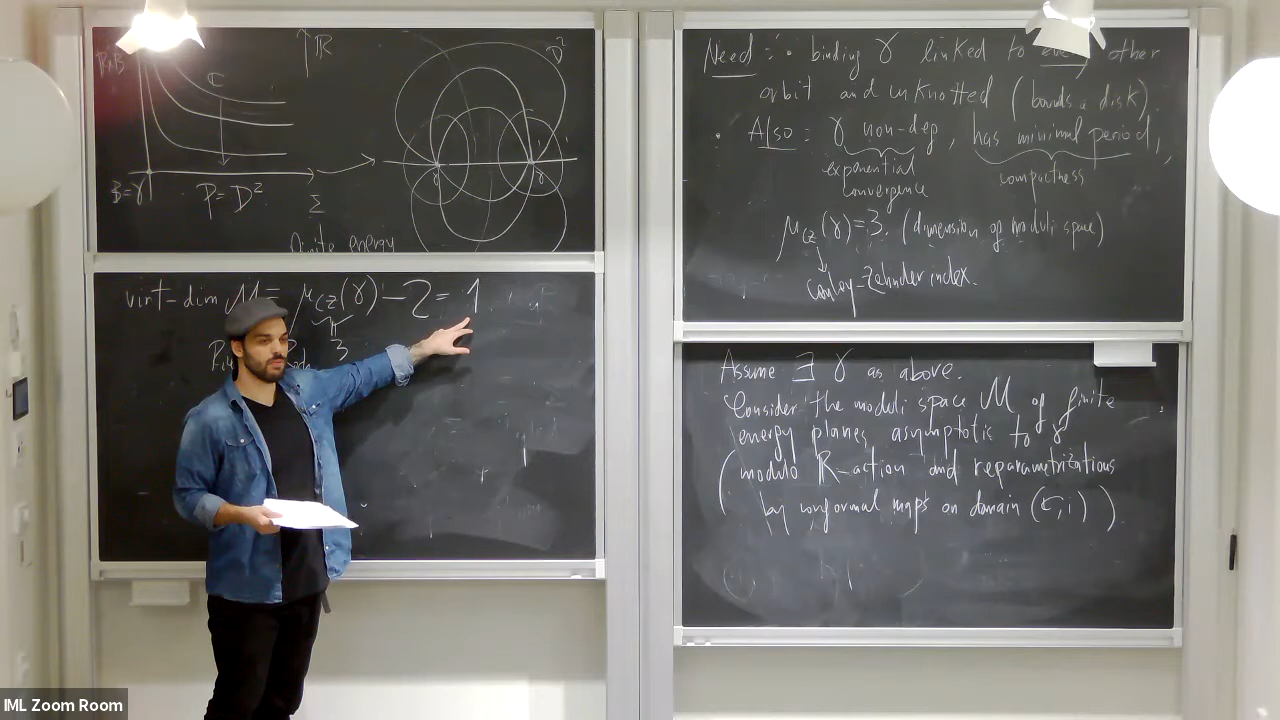 R×B
ℝ
C
D²
B=γ
P=D²
Σ
γ
γ
finite energy
virt-dim M = μ_CZ(γ) - 2 = 1
3
Need: • binding γ linked to every other
orbit and unknotted (bounds a disk)
• Also: γ non-deg, has minimal period,
exponential
convergence
compactness
μ_CZ(γ)=3. (dimension of moduli space)
Conley-Zehnder index.
Assume ∃ γ as above.
Consider the moduli space M of finite
energy planes asymptotic to γ
(modulo ℝ-action and reparametrizations
by conformal maps on domain (ℂ,i))
IML Zoom Room